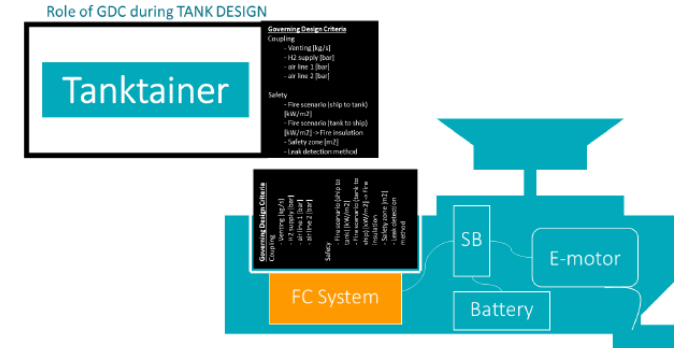 Role of GDC during TANK DESIGN
Tanktainer
Governing Design Criteria
Coupling
- Venting [kg/s]
- H2 supply [bar]
- air line 1 [bar]
- air line 2 [bar]
Safety
- Fire scenario (ship to tank)
[kW/m2]
- Fire scenario (tank to ship)
[kW/m2] -> Fire insulation
- Safety zone [m2]
- Leak detection method
Governing Design Criteria
Coupling
- Venting [kg/s]
- H2 supply [bar]
- air line 1 [bar]
- air line 2 [bar]
Safety
- Fire scenario (ship to
tank) [kW/m2]
- Fire scenario (tank to
ship) [kW/m2] -> Fire
insulation
- Safety zone [m2]
- Leak detection
method
FC System
SB
Battery
E-motor